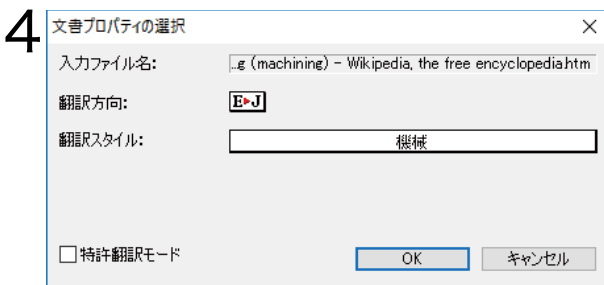 4
文書プロパティの選択
入力ファイル名: ...g (machining) - Wikipedia, the free encyclopedia.htm
翻訳方向: E▸J
翻訳スタイル: 機械
特許翻訳モード
OK キャンセル